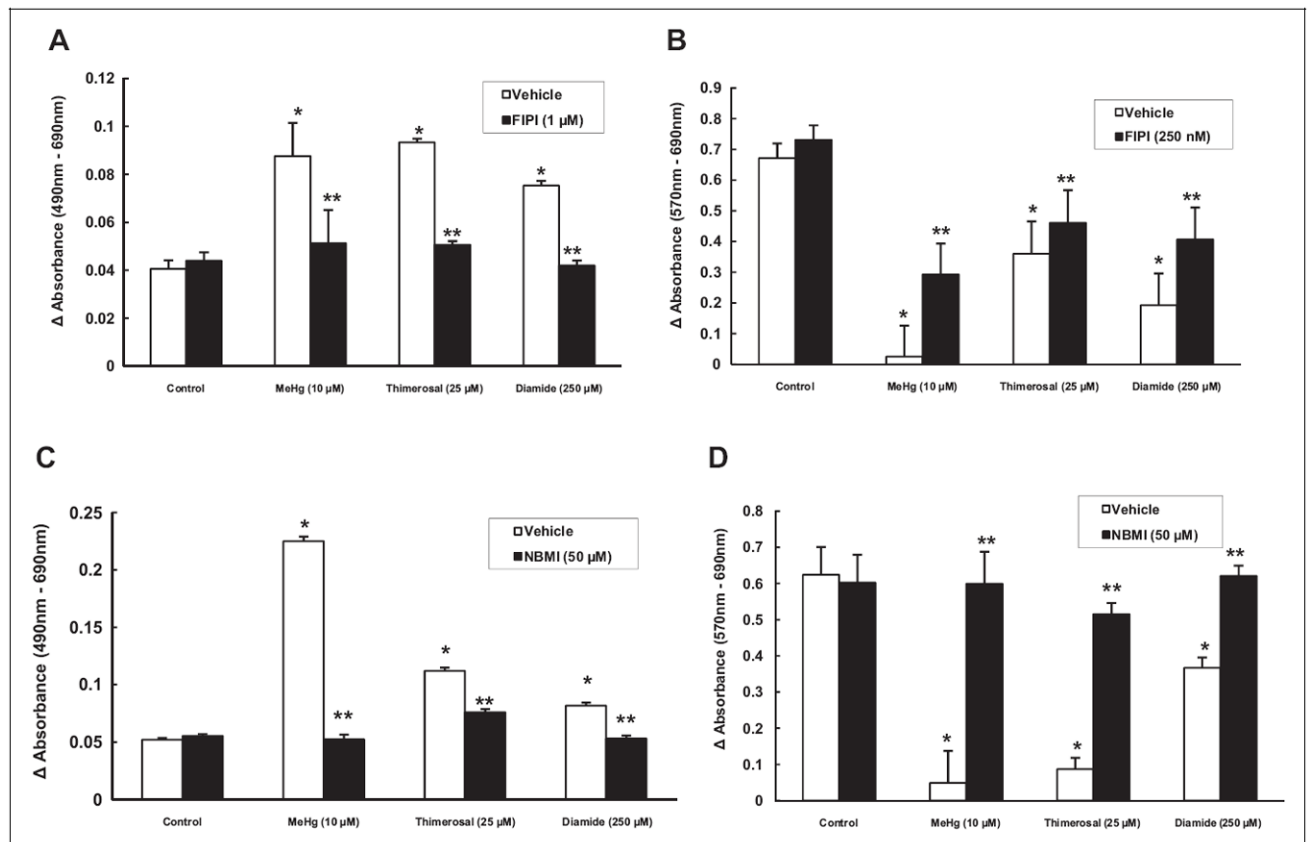 A
Δ Absorbance (490nm - 690nm)
0.12
0.1
0.08
0.06
0.04
0.02
0
Vehicle
FIPI (1 µM)
*
**
*
**
*
**
Control
MeHg (10 µM)
Thimerosal (25 µM)
Diamide (250 µM)
B
Δ Absorbance (570nm - 690nm)
0.9
0.8
0.7
0.6
0.5
0.4
0.3
0.2
0.1
0
Vehicle
FIPI (250 nM)
*
**
*
**
*
**
Control
MeHg (10 µM)
Thimerosal (25 µM)
Diamide (250 µM)
C
Δ Absorbance (490nm - 690nm)
0.25
0.2
0.15
0.1
0.05
0
Vehicle
NBMI (50 µM)
*
**
*
**
*
**
Control
MeHg (10 µM)
Thimerosal (25 µM)
Diamide (250 µM)
D
Δ Absorbance (570nm - 690nm)
0.8
0.7
0.6
0.5
0.4
0.3
0.2
0.1
0
Vehicle
NBMI (50 µM)
*
**
*
**
*
**
Control
MeHg (10 µM)
Thimerosal (25 µM)
Diamide (250 µM)